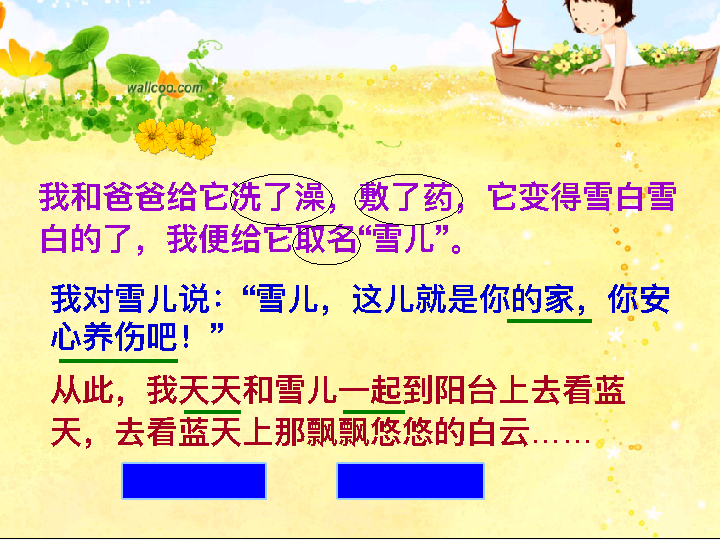 wallcoo.com
我和爸爸给它洗了澡，敷了药，它变得雪白雪
白的了，我便给它取名“雪儿”。
我对雪儿说：“雪儿，这儿就是你的家，你安
心养伤吧！”
从此，我天天和雪儿一起到阳台上去看蓝
天，去看蓝天上那飘飘悠悠的白云……